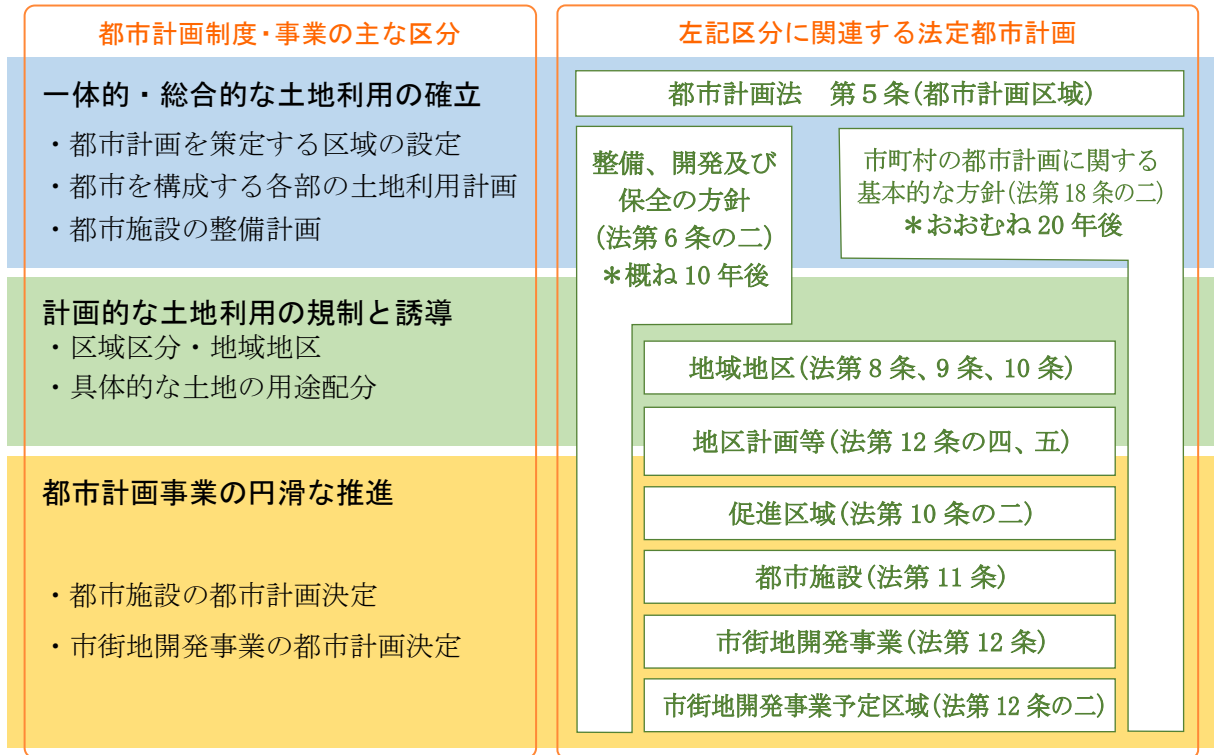 都市計画制度・事業の主な区分
一体的・総合的な土地利用の確立
・都市計画を策定する区域の設定
・都市を構成する各部の土地利用計画
・都市施設の整備計画
計画的な土地利用の規制と誘導
・区域区分・地域地区
・具体的な土地の用途配分
都市計画事業の円滑な推進
・都市施設の都市計画決定
・市街地開発事業の都市計画決定
左記区分に関連する法定都市計画
都市計画法　第５条(都市計画区域)
整備、開発及び
保全の方針
(法第 6 条の二)
＊概ね 10 年後
市町村の都市計画に関する
基本的な方針(法第 18 条の二)
＊おおむね 20 年後
地域地区(法第 8 条、9 条、10 条)
地区計画等(法第 12 条の四、五)
促進区域(法第 10 条の二)
都市施設(法第 11 条)
市街地開発事業(法第 12 条)
市街地開発事業予定区域(法第 12 条の二)